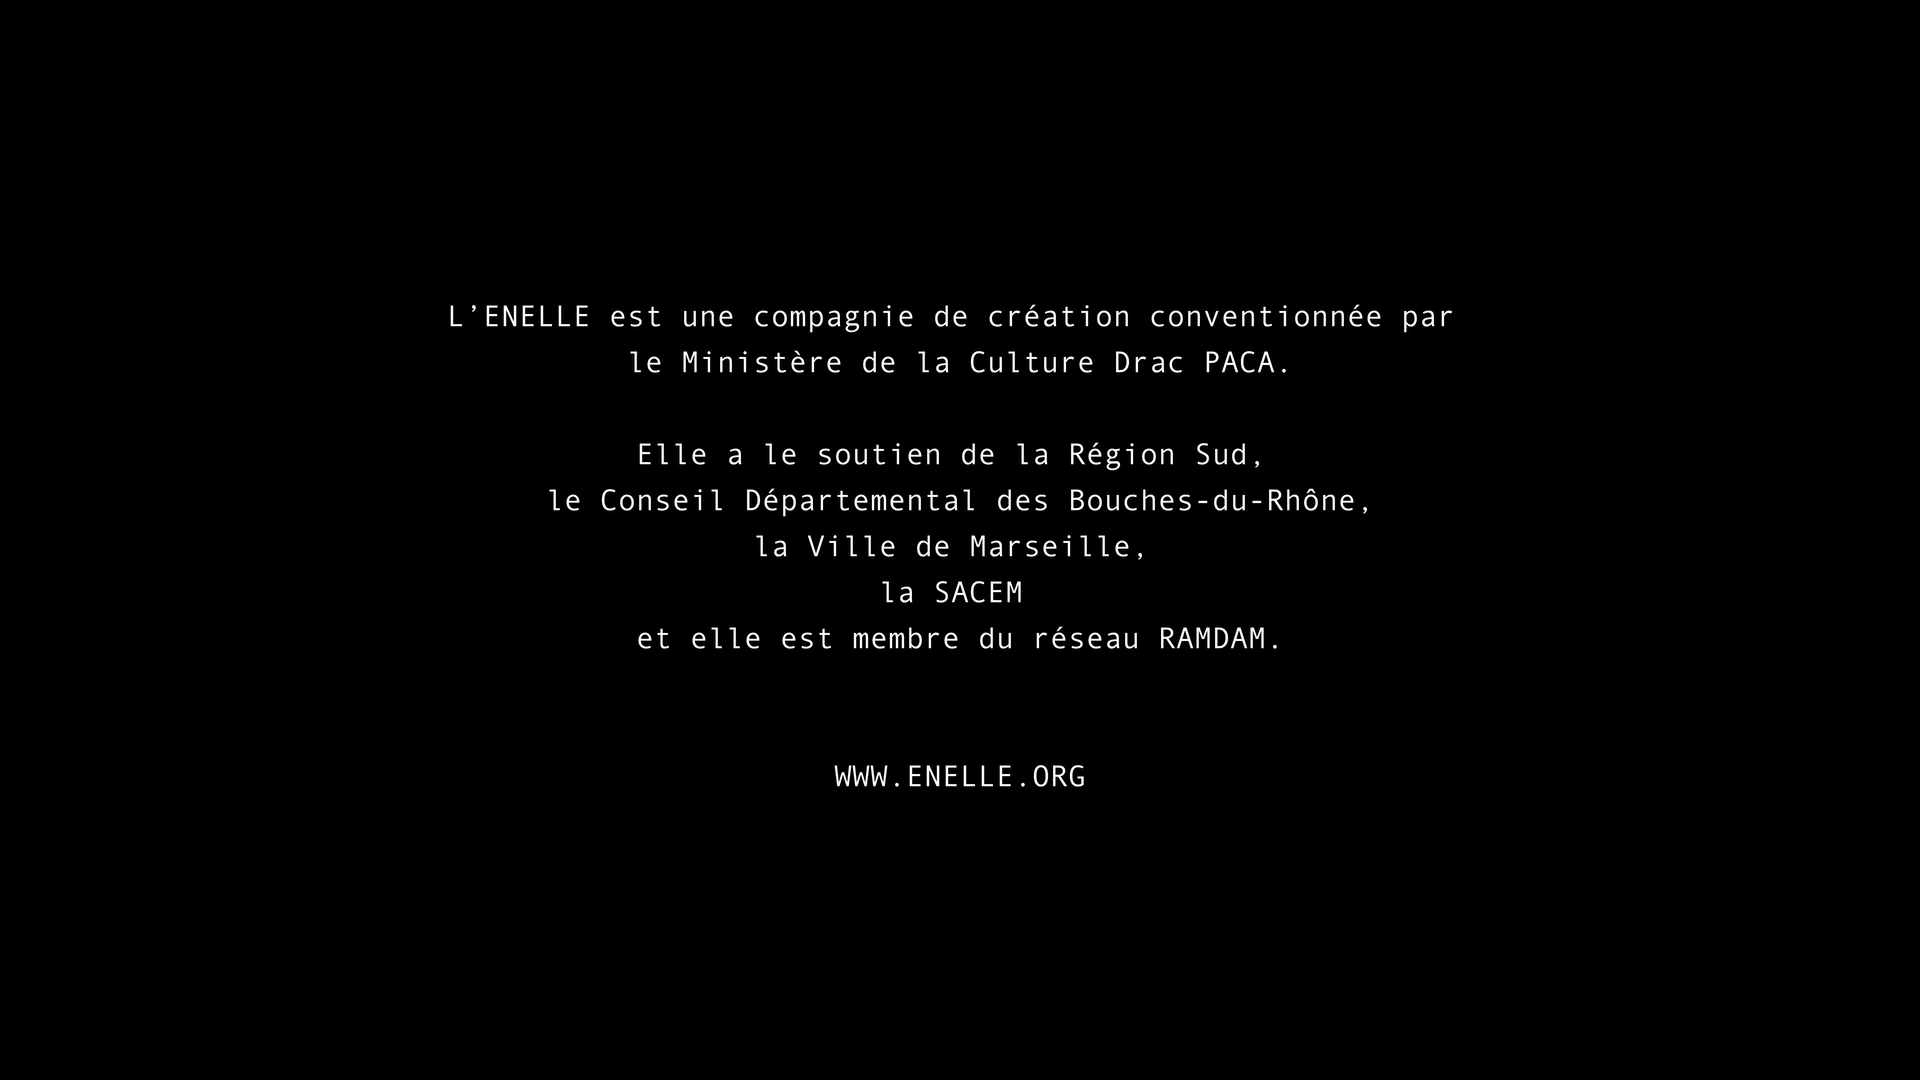 L’ENELLE est une compagnie de création conventionnée par
le Ministère de la Culture Drac PACA.
Elle a le soutien de la Région Sud,
le Conseil Départemental des Bouches-du-Rhône,
la Ville de Marseille,
la SACEM
et elle est membre du réseau RAMDAM.
WWW.ENELLE.ORG